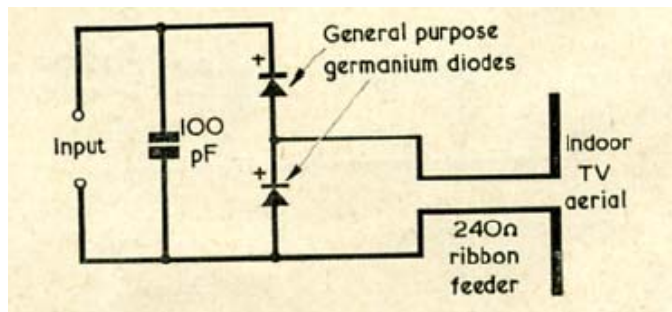 General purpose
germanium diodes
+
+
Input
100
pF
Indoor
TV
aerial
240Ω
ribbon
feeder